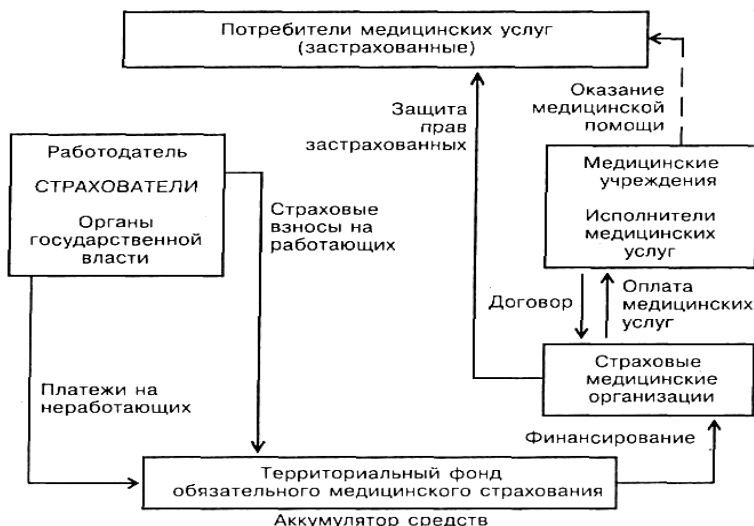 Потребители медицинских услуг
(застрахованные)
Оказание
медицинской
помощи
Защита
прав
застрахованных
Работодатель
СТРАХОВАТЕЛИ
Органы
государственной
власти
Страховые
взносы на
работающих
Медицинские
учреждения
Исполнители
медицинских
услуг
Договор
Оплата
медицинских
услуг
Страховые
медицинские
организации
Платежи на
неработающих
Финансирование
Территориальный фонд
обязательного медицинского страхования
Аккумулятор средств